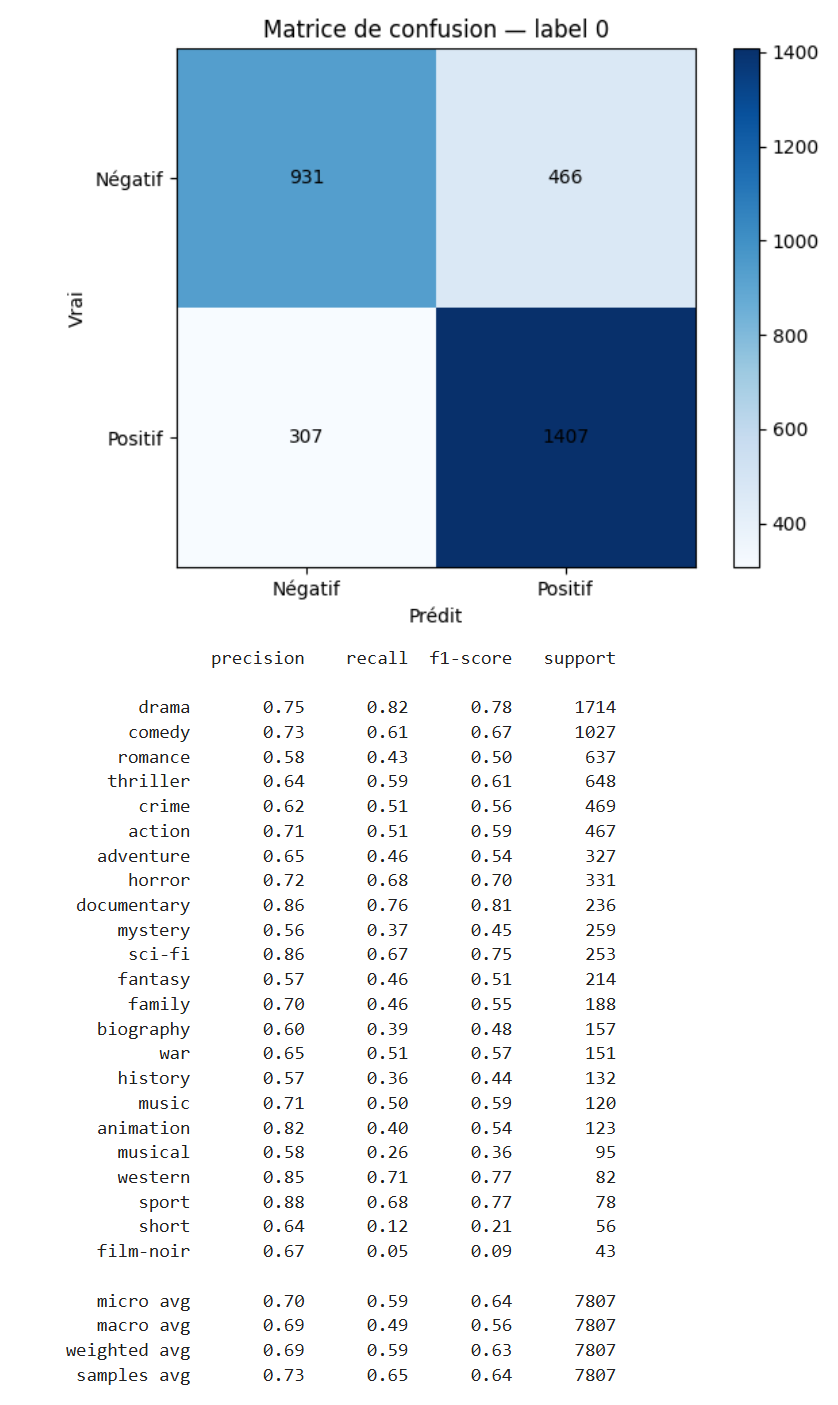 Matrice de confusion — label 0
1400
Négatif 931 466
1200
1000
Vrai
800
600
Positif 307 1407
400
Négatif Positif
Prédit
precision recall f1-score support
drama 0.75 0.82 0.78 1714
comedy 0.73 0.61 0.67 1027
romance 0.58 0.43 0.50 637
thriller 0.64 0.59 0.61 648
crime 0.62 0.51 0.56 469
action 0.71 0.51 0.59 467
adventure 0.65 0.46 0.54 327
horror 0.72 0.68 0.70 331
documentary 0.86 0.76 0.81 236
mystery 0.56 0.37 0.45 259
sci-fi 0.86 0.67 0.75 253
fantasy 0.57 0.46 0.51 214
family 0.70 0.46 0.55 188
biography 0.60 0.39 0.48 157
war 0.65 0.51 0.57 151
history 0.57 0.36 0.44 132
music 0.71 0.50 0.59 120
animation 0.82 0.40 0.54 123
musical 0.58 0.26 0.36 95
western 0.85 0.71 0.77 82
sport 0.88 0.68 0.77 78
short 0.64 0.12 0.21 56
film-noir 0.67 0.05 0.09 43
micro avg 0.70 0.59 0.64 7807
macro avg 0.69 0.49 0.56 7807
weighted avg 0.69 0.59 0.63 7807
samples avg 0.73 0.65 0.64 7807